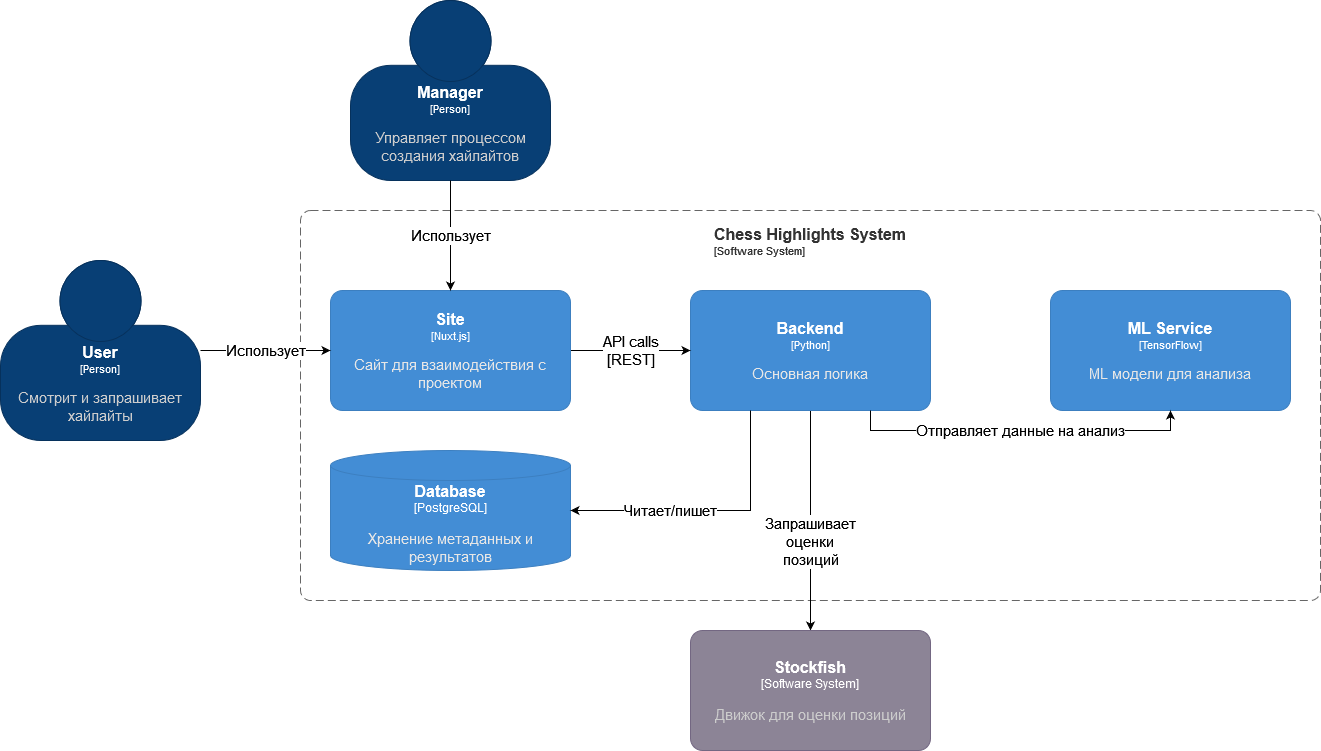 Manager
[Person]
Управляет процессом
создания хайлайтов
Использует
Chess Highlights System
[Software System]
User
[Person]
Смотрит и запрашивает
хайлайты
Использует
Site
[Nuxt.js]
Сайт для взаимодействия с
проектом
API calls
[REST]
Backend
[Python]
Основная логика
ML Service
[TensorFlow]
ML модели для анализа
Отправляет данные на анализ
Database
[PostgreSQL]
Хранение метаданных и
результатов
Читает/пишет
Запрашивает
оценки
позиций
Stockfish
[Software System]
Движок для оценки позиций